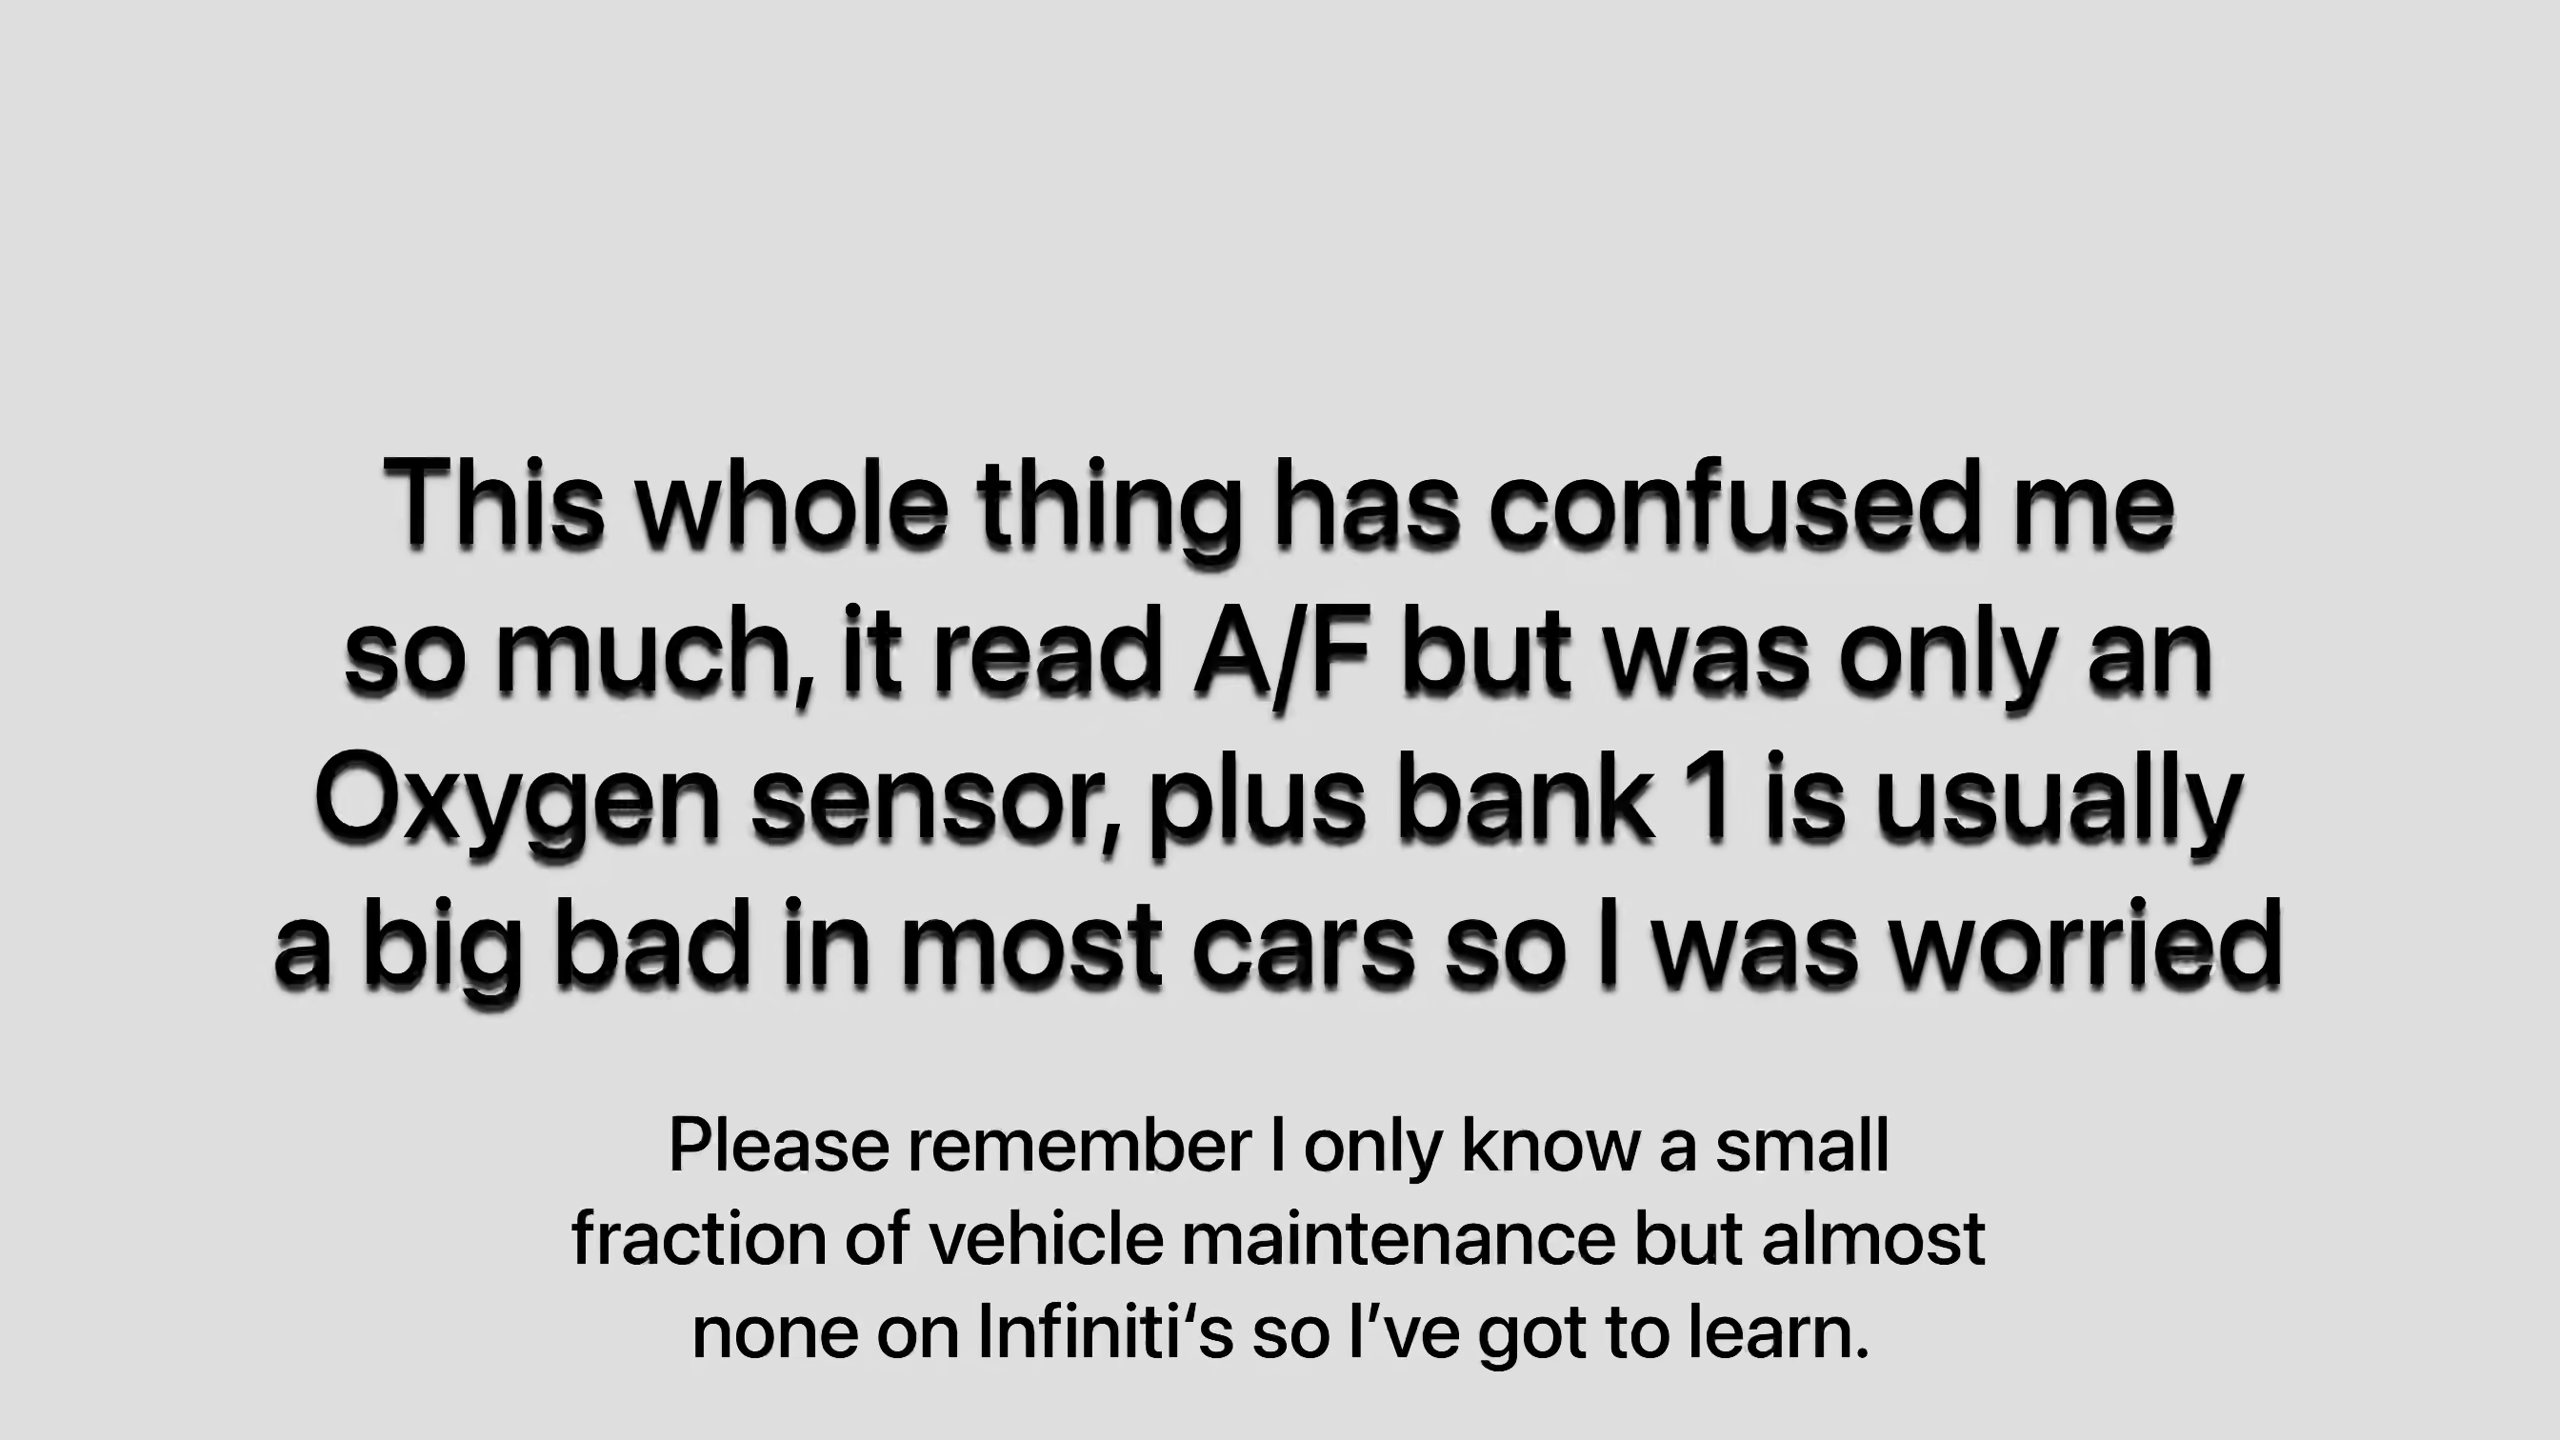 This whole thing has confused me
so much, it read A/F but was only an
Oxygen sensor, plus bank 1 is usually
a big bad in most cars so I was worried
Please remember I only know a small
fraction of vehicle maintenance but almost
none on Infiniti‘s so I’ve got to learn.